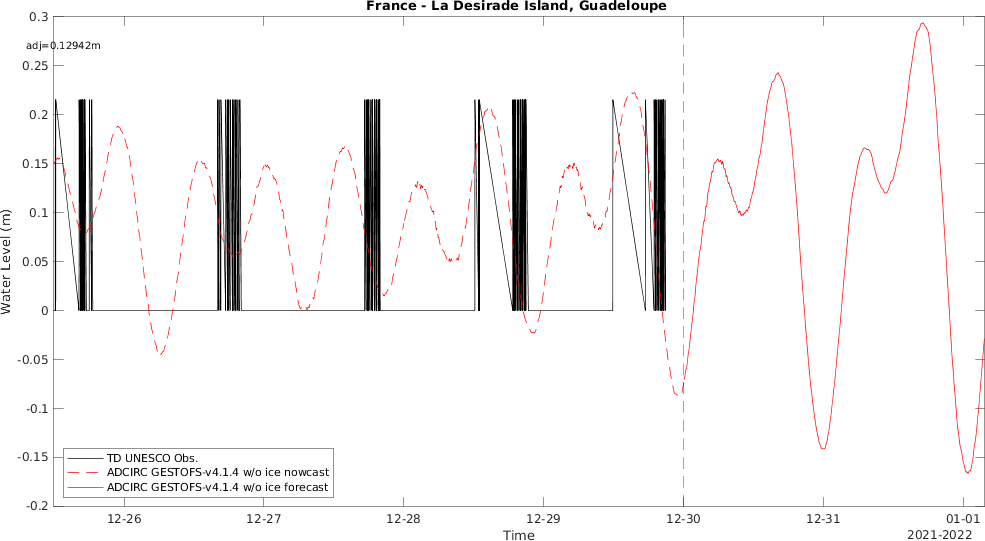 France - La Desirade Island, Guadeloupe
adj=0.12942m
0.3
0.25
0.2
0.15
0.1
0.05
0
-0.05
-0.1
-0.15
-0.2
Water Level (m)
TD UNESCO Obs.
ADCIRC GESTOFS-v4.1.4 w/o ice nowcast
ADCIRC GESTOFS-v4.1.4 w/o ice forecast
12-26 12-27 12-28 12-29 12-30 12-31 01-01
Time
2021-2022